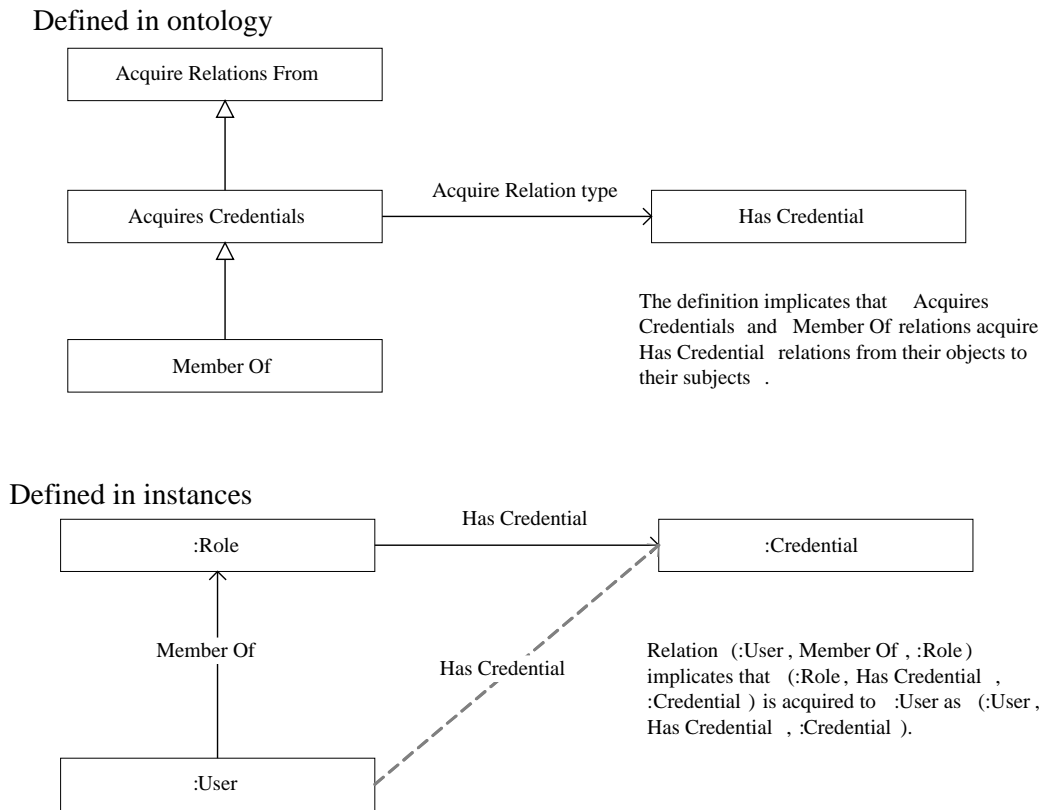 Defined in ontology
Acquire Relations From
Acquire Relation type
Acquires Credentials
Has Credential
The definition implicates that Acquires
Credentials and Member Of relations acquire
Has Credential relations from their objects to
their subjects .
Member Of
Defined in instances
Has Credential
:Role
:Credential
Member Of
Has Credential
Relation (:User , Member Of , :Role )
implicates that (:Role , Has Credential ,
:Credential ) is acquired to :User as (:User ,
Has Credential , :Credential ).
:User